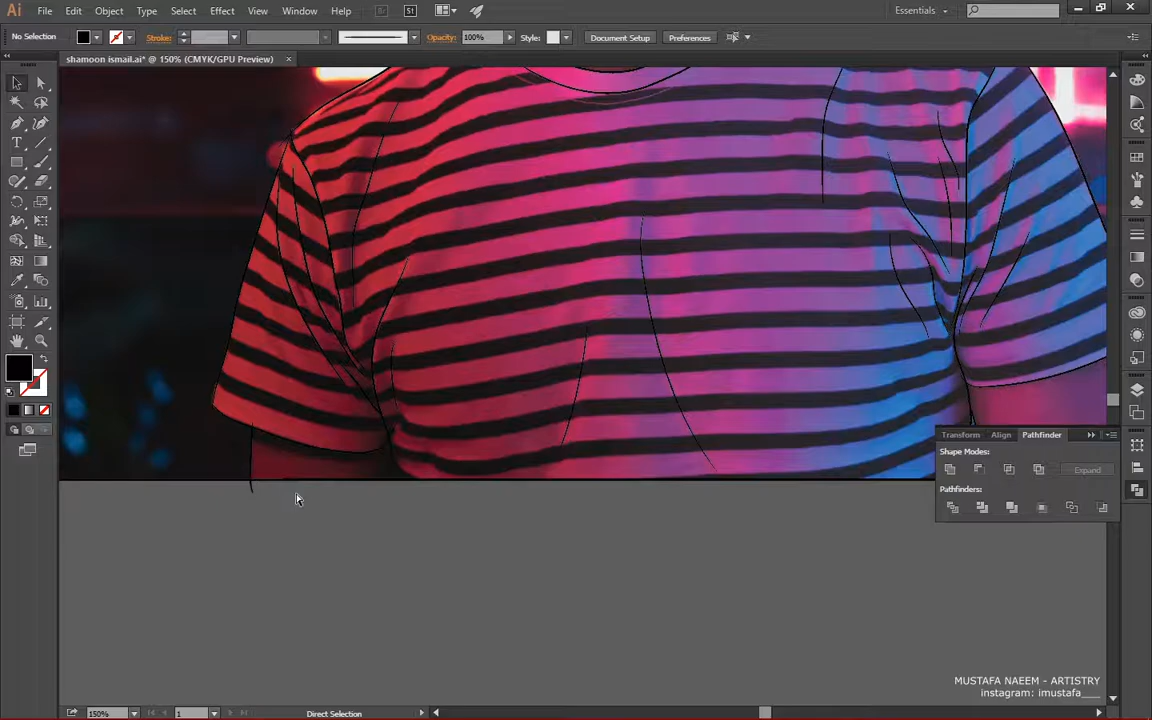 Ai File Edit Object Type Select Effect View Window Help Br St Essentials
No Selection Stroke: Opacity: 100% Style: Document Setup Preferences
shamoon ismail.ai* @ 150% (CMYK/GPU Preview) ×
Transform Align Pathfinder
Shape Modes:
Expand
Pathfinders:
MUSTAFA NAEEM - ARTISTRY
instagram: imustafa___
150% 1 Direct Selection